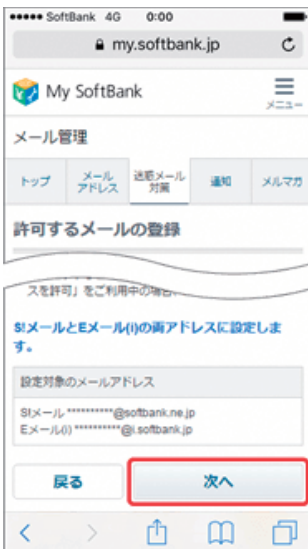 SoftBank 4G 0:00
my.softbank.jp
My SoftBank
メニュー
メール管理
トップ
メール
アドレス
迷惑メール
対策
通知
メルマガ
許可するメールの登録
スを許可」をご利用中の場合、
S!メールとEメール(i)の両アドレスに設定しま
す。
設定対象のメールアドレス
S!メール **********@softbank.ne.jp
Eメール(i) **********@i.softbank.jp
戻る
次へ